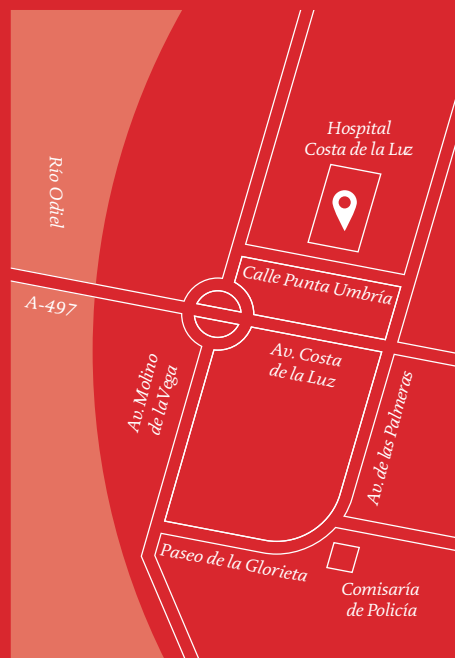 Hospital
Costa de la Luz
Río Odiel
Calle Punta Umbría
A-497
Av. Costa
de la Luz
Av. Molino
de la Vega
Av. de las Palmeras
Paseo de la Glorieta
Comisaría
de Policía